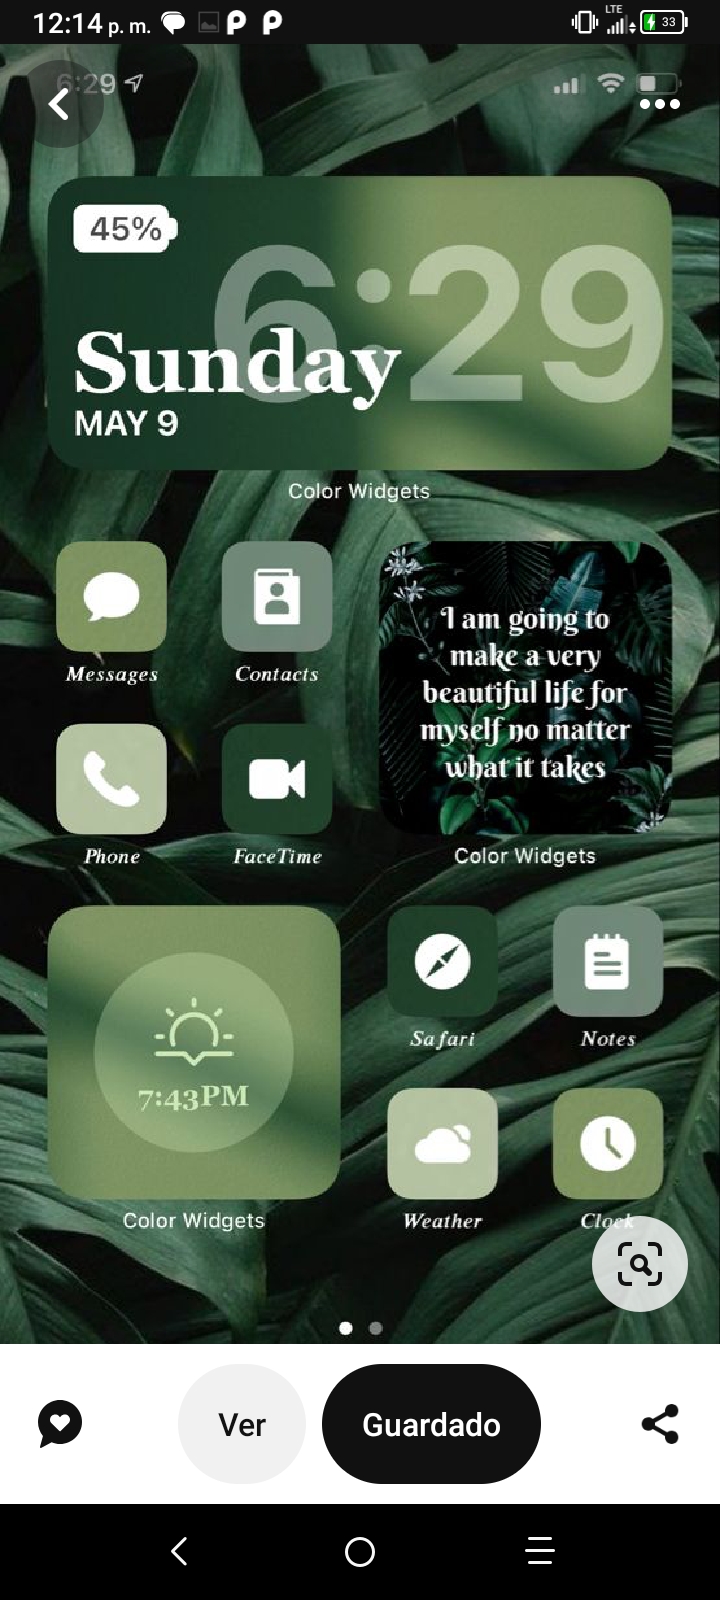 12:14 p. m.
LTE
33
6:29
45%
6:29
Sunday
MAY 9
Color Widgets
I am going to
make a very
beautiful life for
myself no matter
what it takes
Messages
Contacts
Phone
FaceTime
Color Widgets
7:43PM
Color Widgets
Safari
Notes
Weather
Clock
Ver
Guardado